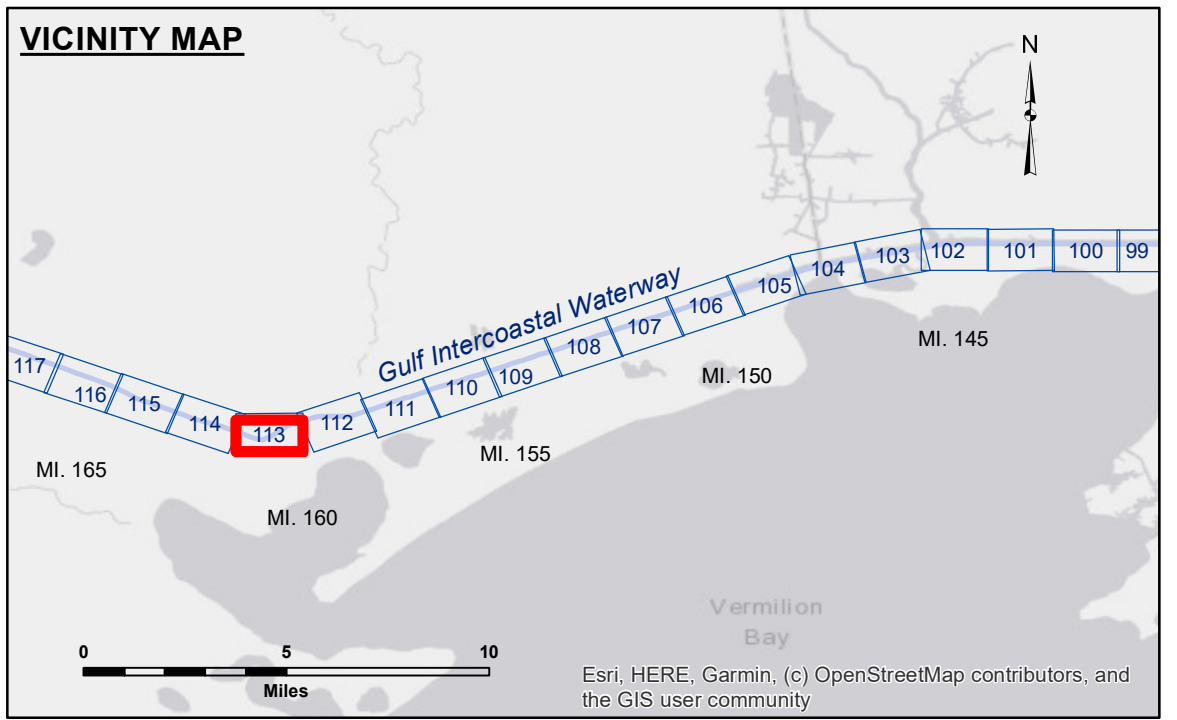 VICINITY MAP
N
Gulf Intercoastal Waterway
117
116
115
114
113
112
111
110
109
108
107
106
105
104
103
102
101
100
99
MI. 145
MI. 150
MI. 155
MI. 160
MI. 165
Vermilion
Bay
0 5 10
Miles
Esri, HERE, Garmin, (c) OpenStreetMap contributors, and
the GIS user community